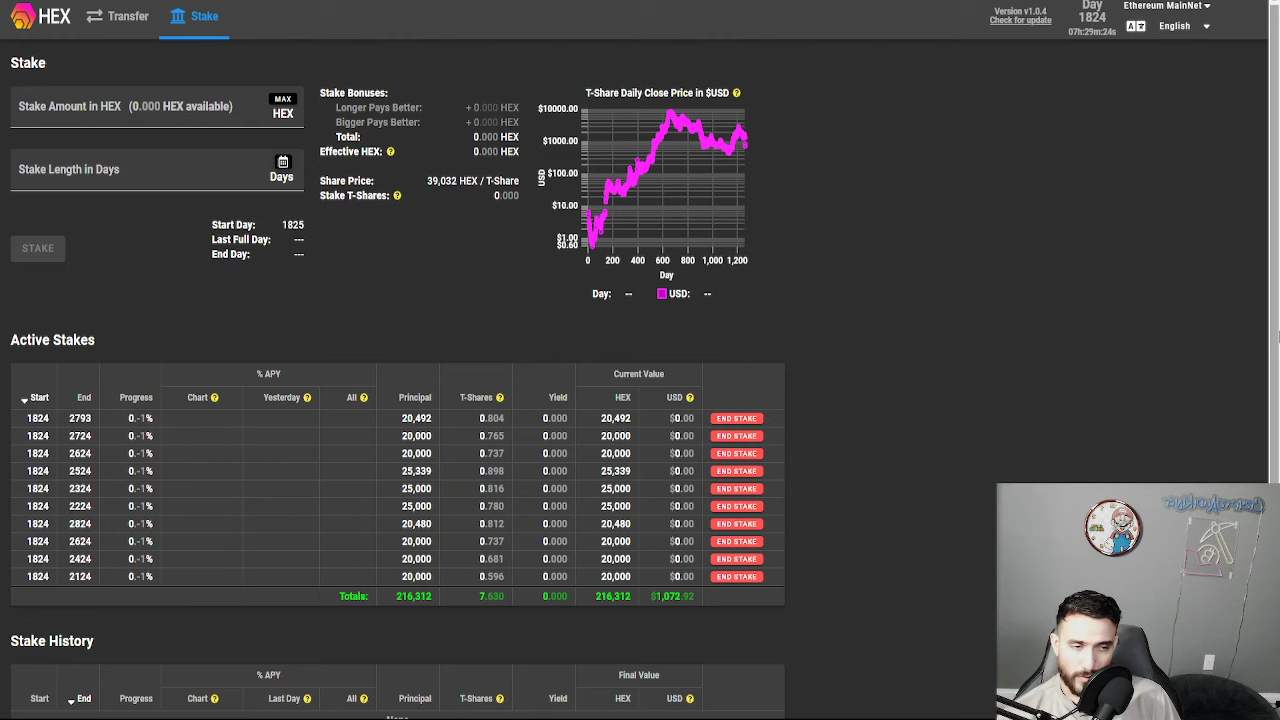 HEX Transfer Stake
Version v1.0.4
Check for update
Day
1824
07h:29m:24s
Ethereum MainNet
English
Stake
Stake Amount in HEX (0.000 HEX available)
MAX
HEX
Stake Length in Days
Days
Start Day: 1825
Last Full Day: ---
End Day: ---
STAKE
Stake Bonuses:
Longer Pays Better: + 0.000 HEX
Bigger Pays Better: + 0.000 HEX
Total: 0.000 HEX
Effective HEX: ? 0.000 HEX
Share Price: 39,032 HEX / T-Share
Stake T-Shares: ? 0.000
T-Share Daily Close Price in $USD ?
$10000.00
$1000.00
$100.00
$10.00
$1.00
$0.60
USD
0 200 400 600 800 1,000 1,200
Day
Day: -- USD: --
Active Stakes
% APY Current Value
Start End Progress Chart ? Yesterday ? All ? Principal T-Shares ? Yield HEX USD ?
1824 2793 0.-1% 20,492 0.804 0.000 20,492 $0.00 END STAKE
1824 2724 0.-1% 20,000 0.765 0.000 20,000 $0.00 END STAKE
1824 2624 0.-1% 20,000 0.737 0.000 20,000 $0.00 END STAKE
1824 2524 0.-1% 25,339 0.898 0.000 25,339 $0.00 END STAKE
1824 2324 0.-1% 25,000 0.816 0.000 25,000 $0.00 END STAKE
1824 2224 0.-1% 25,000 0.780 0.000 25,000 $0.00 END STAKE
1824 2824 0.-1% 20,480 0.812 0.000 20,480 $0.00 END STAKE
1824 2624 0.-1% 20,000 0.737 0.000 20,000 $0.00 END STAKE
1824 2424 0.-1% 20,000 0.681 0.000 20,000 $0.00 END STAKE
1824 2124 0.-1% 20,000 0.596 0.000 20,000 $0.00 END STAKE
Totals: 216,312 7.630 0.000 216,312 $1,072.92
Stake History
% APY Final Value
Start End Progress Chart ? Last Day ? All ? Principal T-Shares ? Yield HEX USD ?
None